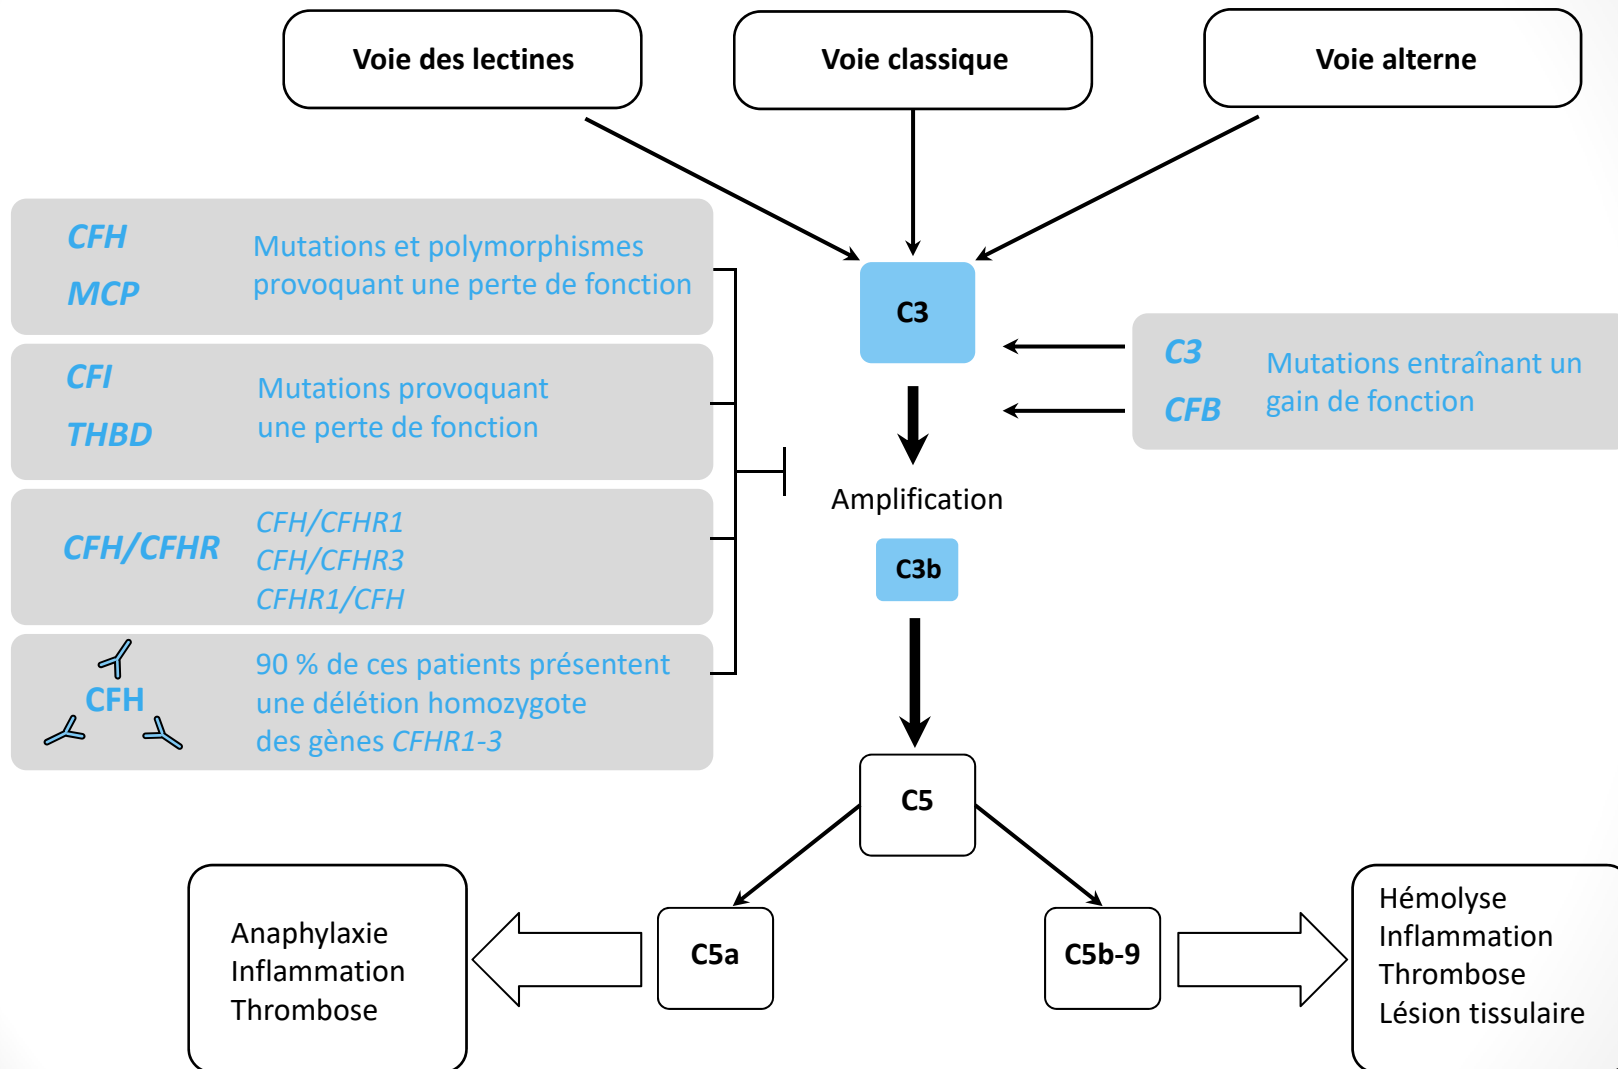 Voie des lectines
Voie classique
Voie alterne
CFH
MCP
Mutations et polymorphismes
provoquant une perte de fonction
CFI
THBD
Mutations provoquant
une perte de fonction
CFH/CFHR
CFH/CFHR1
CFH/CFHR3
CFHR1/CFH
CFH
90 % de ces patients présentent
une délétion homozygote
des gènes CFHR1-3
C3
C3
CFB
Mutations entraînant un
gain de fonction
Amplification
C3b
C5
C5a
C5b-9
Anaphylaxie
Inflammation
Thrombose
Hémolyse
Inflammation
Thrombose
Lésion tissulaire